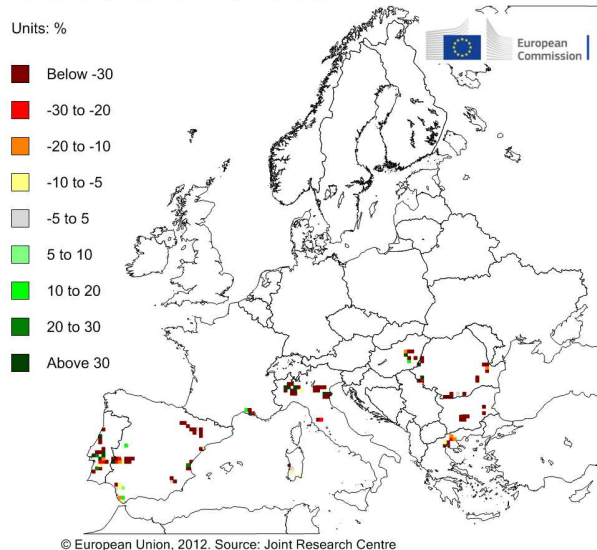 Units: %
European
Commission
Below -30
-30 to -20
-20 to -10
-10 to -5
-5 to 5
5 to 10
10 to 20
20 to 30
Above 30
© European Union, 2012. Source: Joint Research Centre